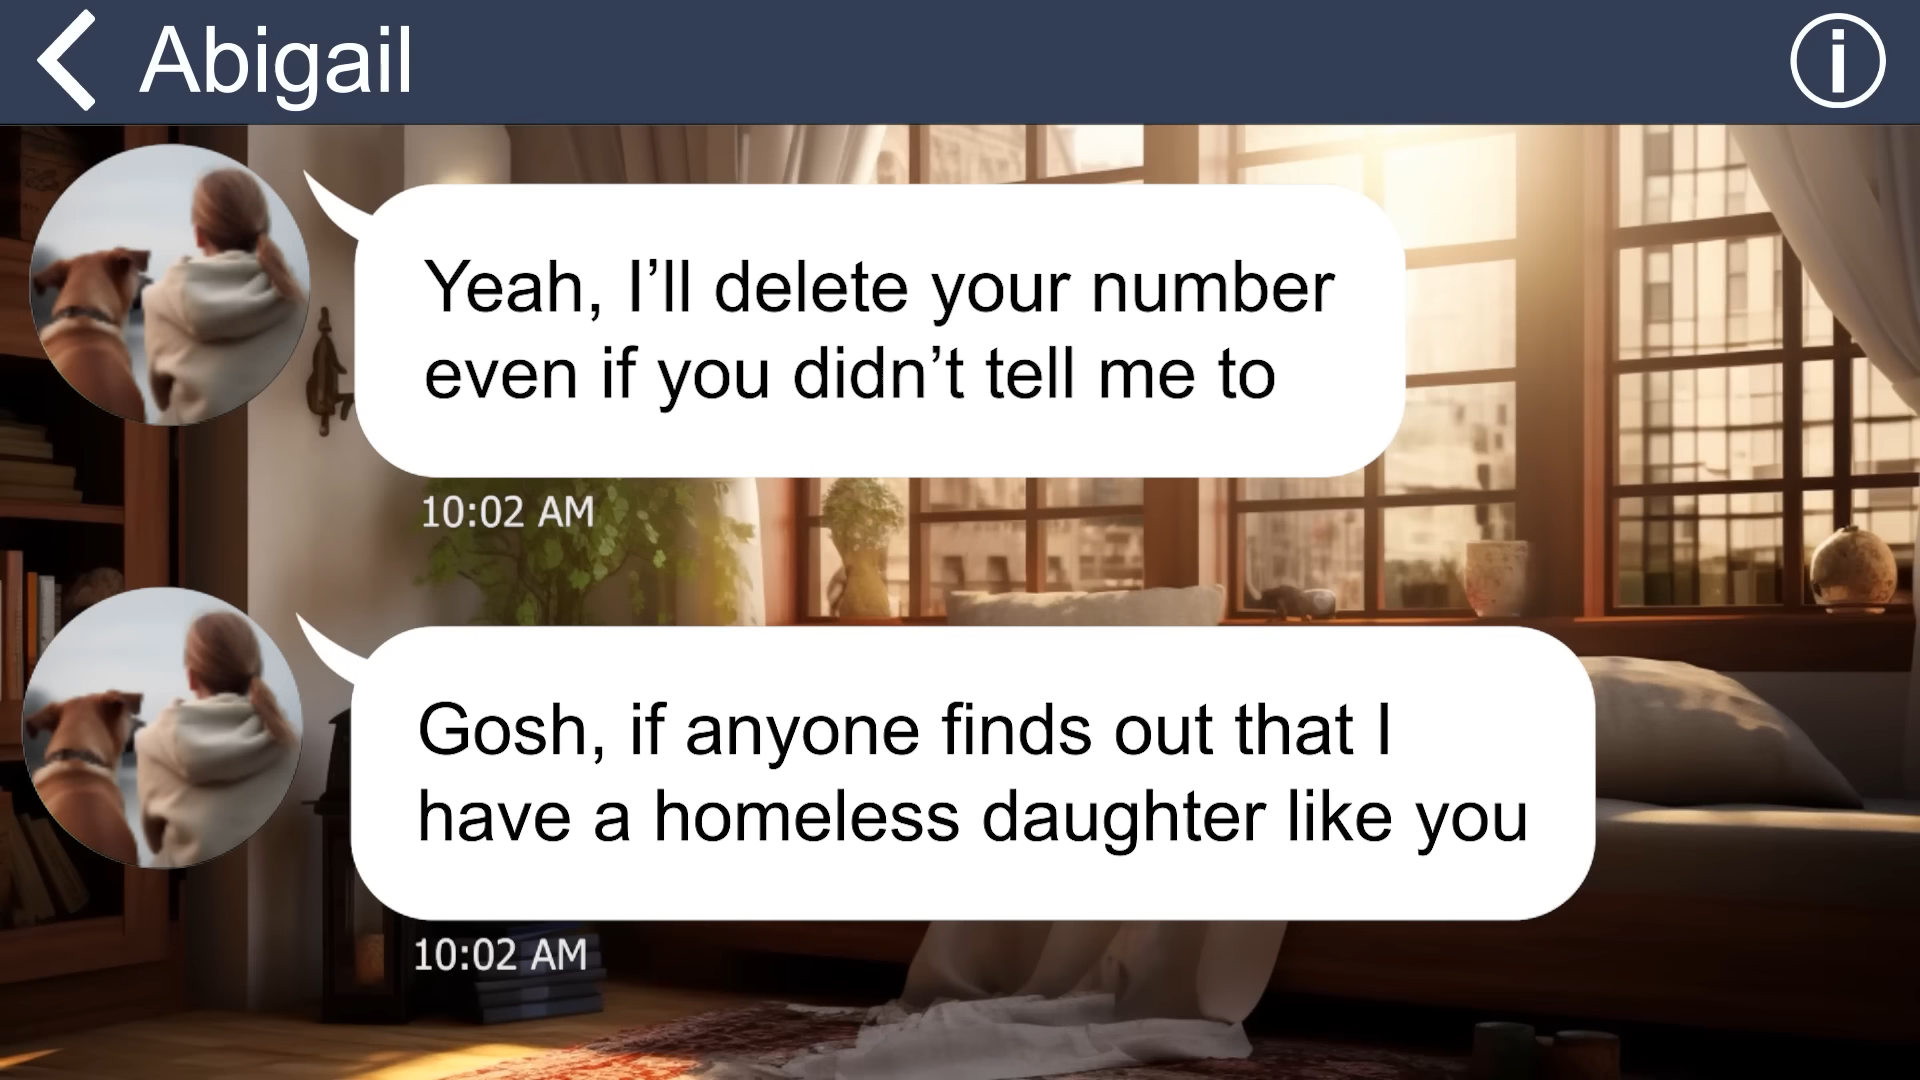 Abigail
Yeah, I’ll delete your number
even if you didn’t tell me to
10:02 AM
Gosh, if anyone finds out that I
have a homeless daughter like you
10:02 AM